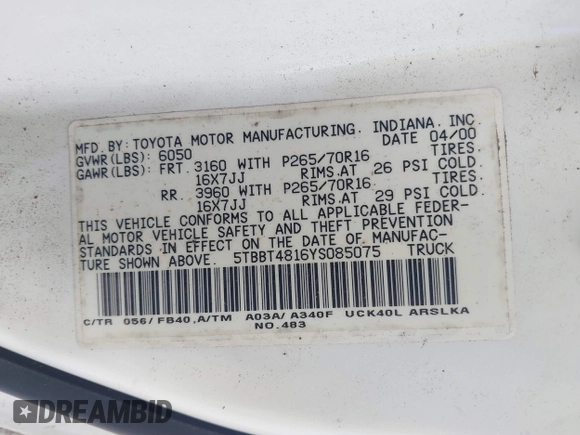 MFD. BY: TOYOTA MOTOR MANUFACTURING, INDIANA, INC.
DATE 04/00
GVWR(LBS): 6050
GAWR(LBS): FRT. 3160 WITH P265/70R16 TIRES.
16X7JJ RIMS.AT 26 PSI COLD.
RR. 3960 WITH P265/70R16 TIRES.
16X7JJ RIMS.AT 29 PSI COLD.
THIS VEHICLE CONFORMS TO ALL APPLICABLE FEDER-
AL MOTOR VEHICLE SAFETY AND THEFT PREVENTION
STANDARDS IN EFFECT ON THE DATE OF MANUFAC-
TURE SHOWN ABOVE. 5TBBT4816YS085075 TRUCK
C/TR 056/FB40,A/TM A03A/A340F UCK40L ARSLKA
NO.483
DREAMBID